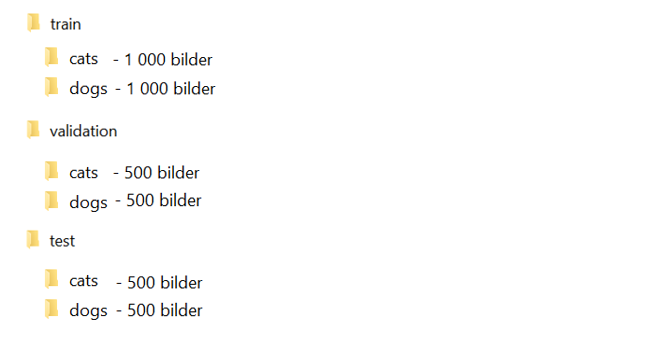 train
cats - 1 000 bilder
dogs - 1 000 bilder
validation
cats - 500 bilder
dogs - 500 bilder
test
cats - 500 bilder
dogs - 500 bilder